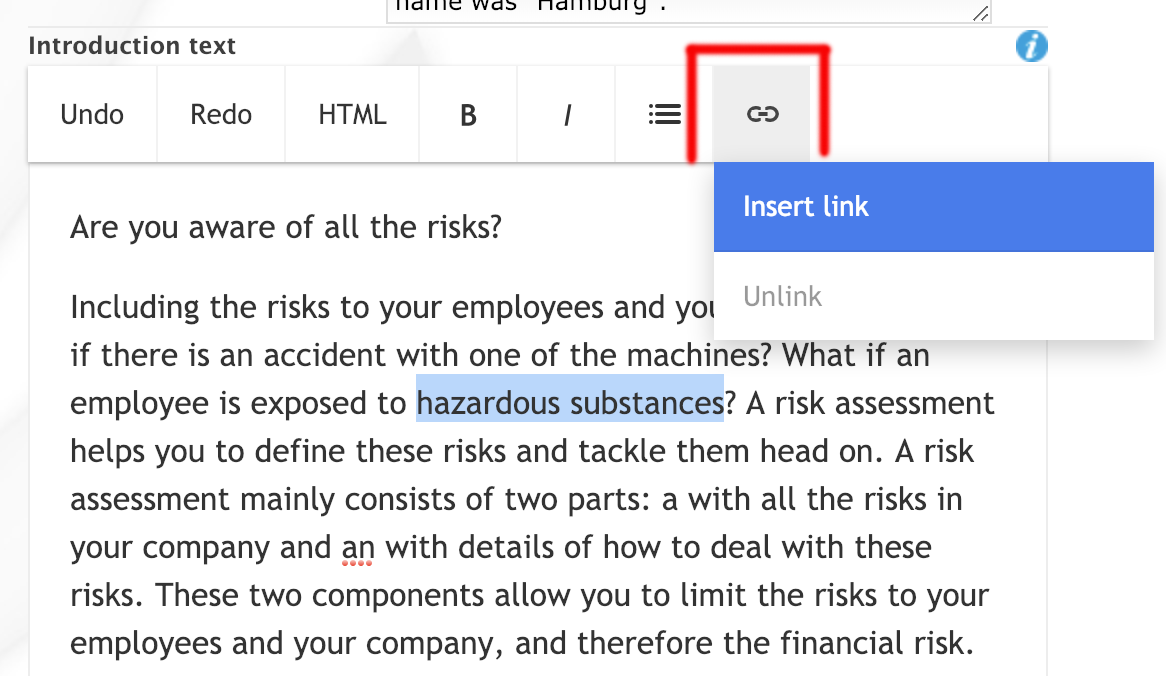 name was "Hamburg".
Introduction text
Undo Redo HTML B I
Insert link
Unlink
Are you aware of all the risks?
Including the risks to your employees and
if there is an accident with one of the machines? What if an
employee is exposed to hazardous substances? A risk assessment
helps you to define these risks and tackle them head on. A risk
assessment mainly consists of two parts: a with all the risks in
your company and an with details of how to deal with these
risks. These two components allow you to limit the risks to your
employees and your company, and therefore the financial risk.